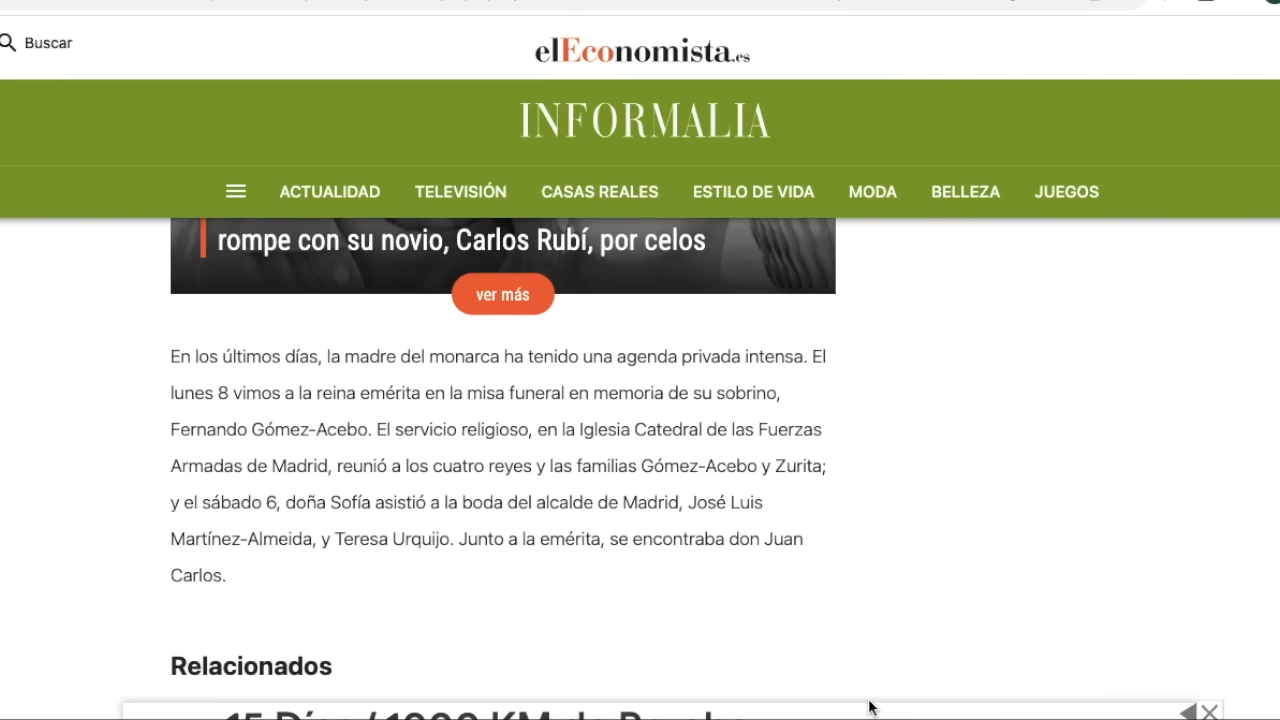 Buscar
elEconomista.es
INFORMALIA
ACTUALIDAD TELEVISIÓN CASAS REALES ESTILO DE VIDA MODA BELLEZA JUEGOS
rompe con su novio, Carlos Rubí, por celos
ver más
En los últimos días, la madre del monarca ha tenido una agenda privada intensa. El
lunes 8 vimos a la reina emérita en la misa funeral en memoria de su sobrino,
Fernando Gómez-Acebo. El servicio religioso, en la Iglesia Catedral de las Fuerzas
Armadas de Madrid, reunió a los cuatro reyes y las familias Gómez-Acebo y Zurita;
y el sábado 6, doña Sofía asistió a la boda del alcalde de Madrid, José Luis
Martínez-Almeida, y Teresa Urquijo. Junto a la emérita, se encontraba don Juan
Carlos.
Relacionados
15 Días / 1000 KM de